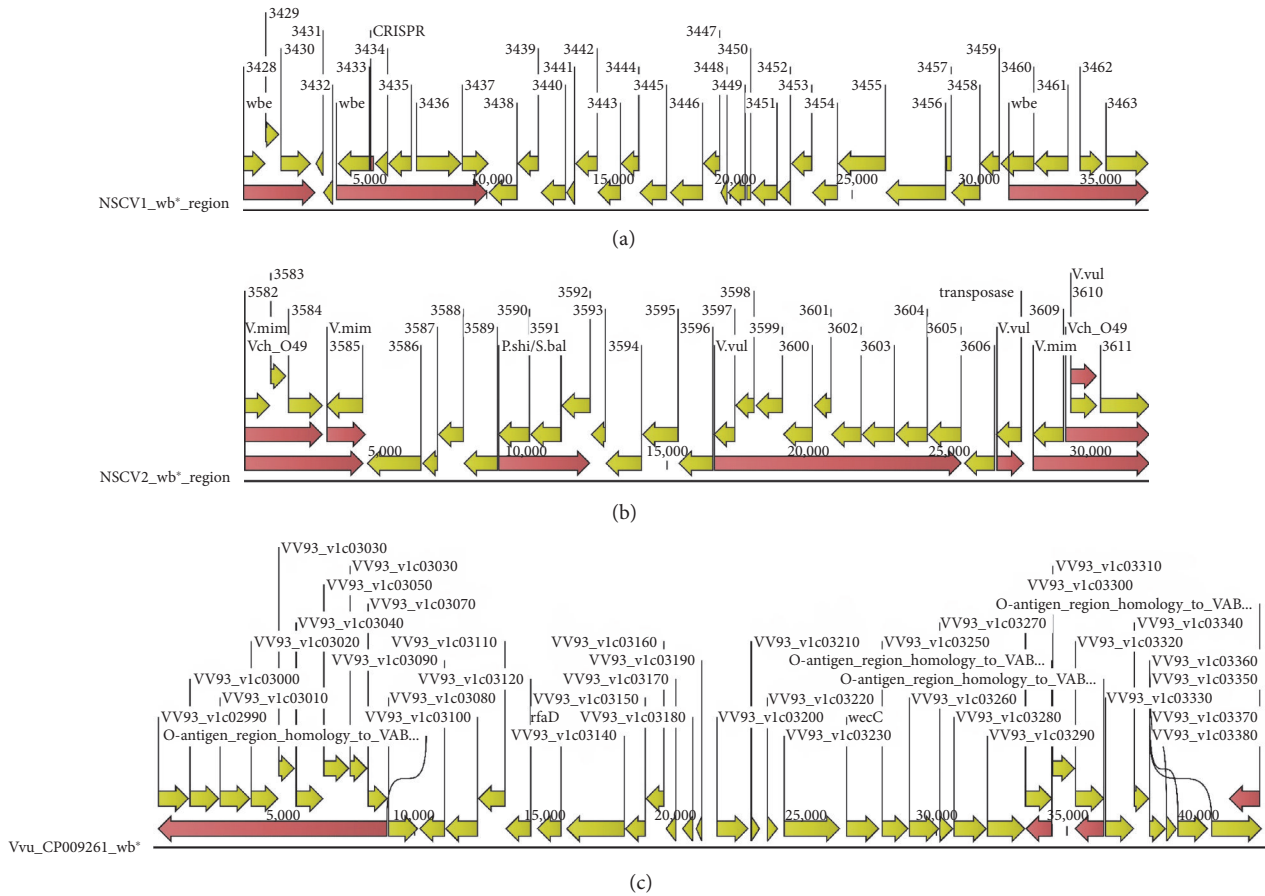 3429
3431 CRISPR 3447
3430 3434 3439 3442 3450 3459
3428 3433 3435 3437 3441 3444 3448 3452 3457 3460 3462
wbe 3432 wbe 3436 3440 3445 3449 3453 3455 3458 wbe 3461 3463
3438 3443 3446 3451 3454 3456
5,000 10,000 15,000 20,000 25,000 30,000 35,000
NSCV1_wb*_region
(a)
3583 V.vul
3582 3592 3598 transposase 3610
3584 3588 3590 3593 3595 3597 3601 3604 3609
V.mim V.mim 3587 3589 3591 3599 3602 3605 V.vul Vch_O49
Vch_O49 3585 3586 P.shi/S.bal 3594 3596 V.vul 3600 3603 3606 V.mim 3611
5,000 10,000 15,000 20,000 25,000 30,000
NSCV2_wb*_region
(b)
VV93_v1c03030
VV93_v1c03030 VV93_v1c03310
VV93_v1c03050 VV93_v1c03300
VV93_v1c03070 O-antigen_region_homology_to_VAB...
VV93_v1c03040 VV93_v1c03270 VV93_v1c03340
VV93_v1c03020 VV93_v1c03110 VV93_v1c03160 VV93_v1c03210 VV93_v1c03250 VV93_v1c03320
VV93_v1c03090 VV93_v1c03190 O-antigen_region_homology_to_VAB... VV93_v1c03360
VV93_v1c03000 VV93_v1c03120 VV93_v1c03170 O-antigen_region_homology_to_VAB... VV93_v1c03350
VV93_v1c03010 VV93_v1c03080 VV93_v1c03150 VV93_v1c03220 VV93_v1c03260 VV93_v1c03330
VV93_v1c02990 VV93_v1c03100 rfaD VV93_v1c03180 VV93_v1c03200 wecC VV93_v1c03280 VV93_v1c03370
O-antigen_region_homology_to_VAB... VV93_v1c03140 VV93_v1c03230 VV93_v1c03290 VV93_v1c03380
5,000 10,000 15,000 20,000 25,000 30,000 35,000 40,000
Vvu_CP009261_wb*
(c)